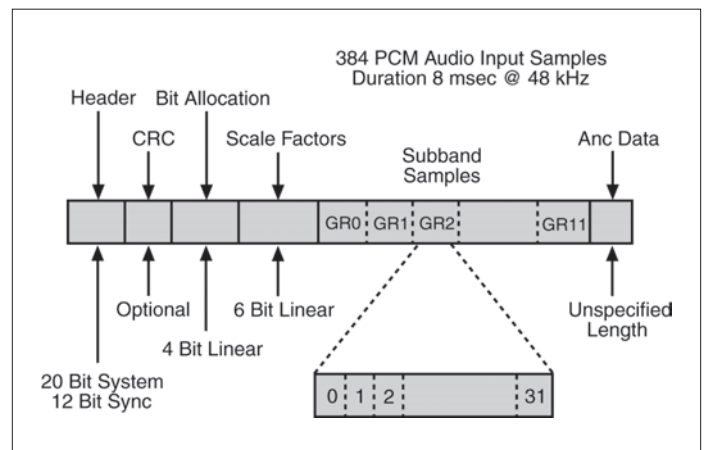 384 PCM Audio Input Samples
Duration 8 msec @ 48 kHz
Header
Bit Allocation
CRC
Scale Factors
Subband
Samples
Anc Data
GR0
GR1
GR2
GR11
Optional
6 Bit Linear
Unspecified
Length
4 Bit Linear
20 Bit System
12 Bit Sync
0
1
2
31